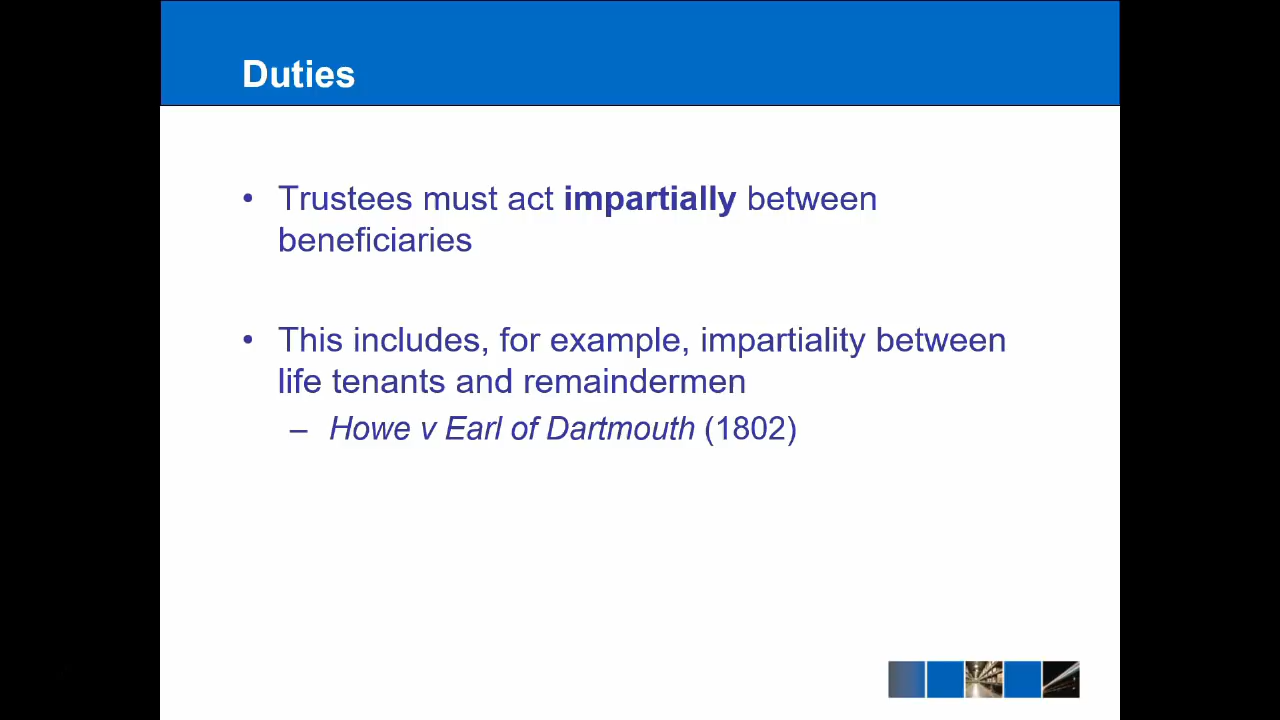 Duties
• Trustees must act impartially between
beneficiaries
• This includes, for example, impartiality between
life tenants and remaindermen
– Howe v Earl of Dartmouth (1802)